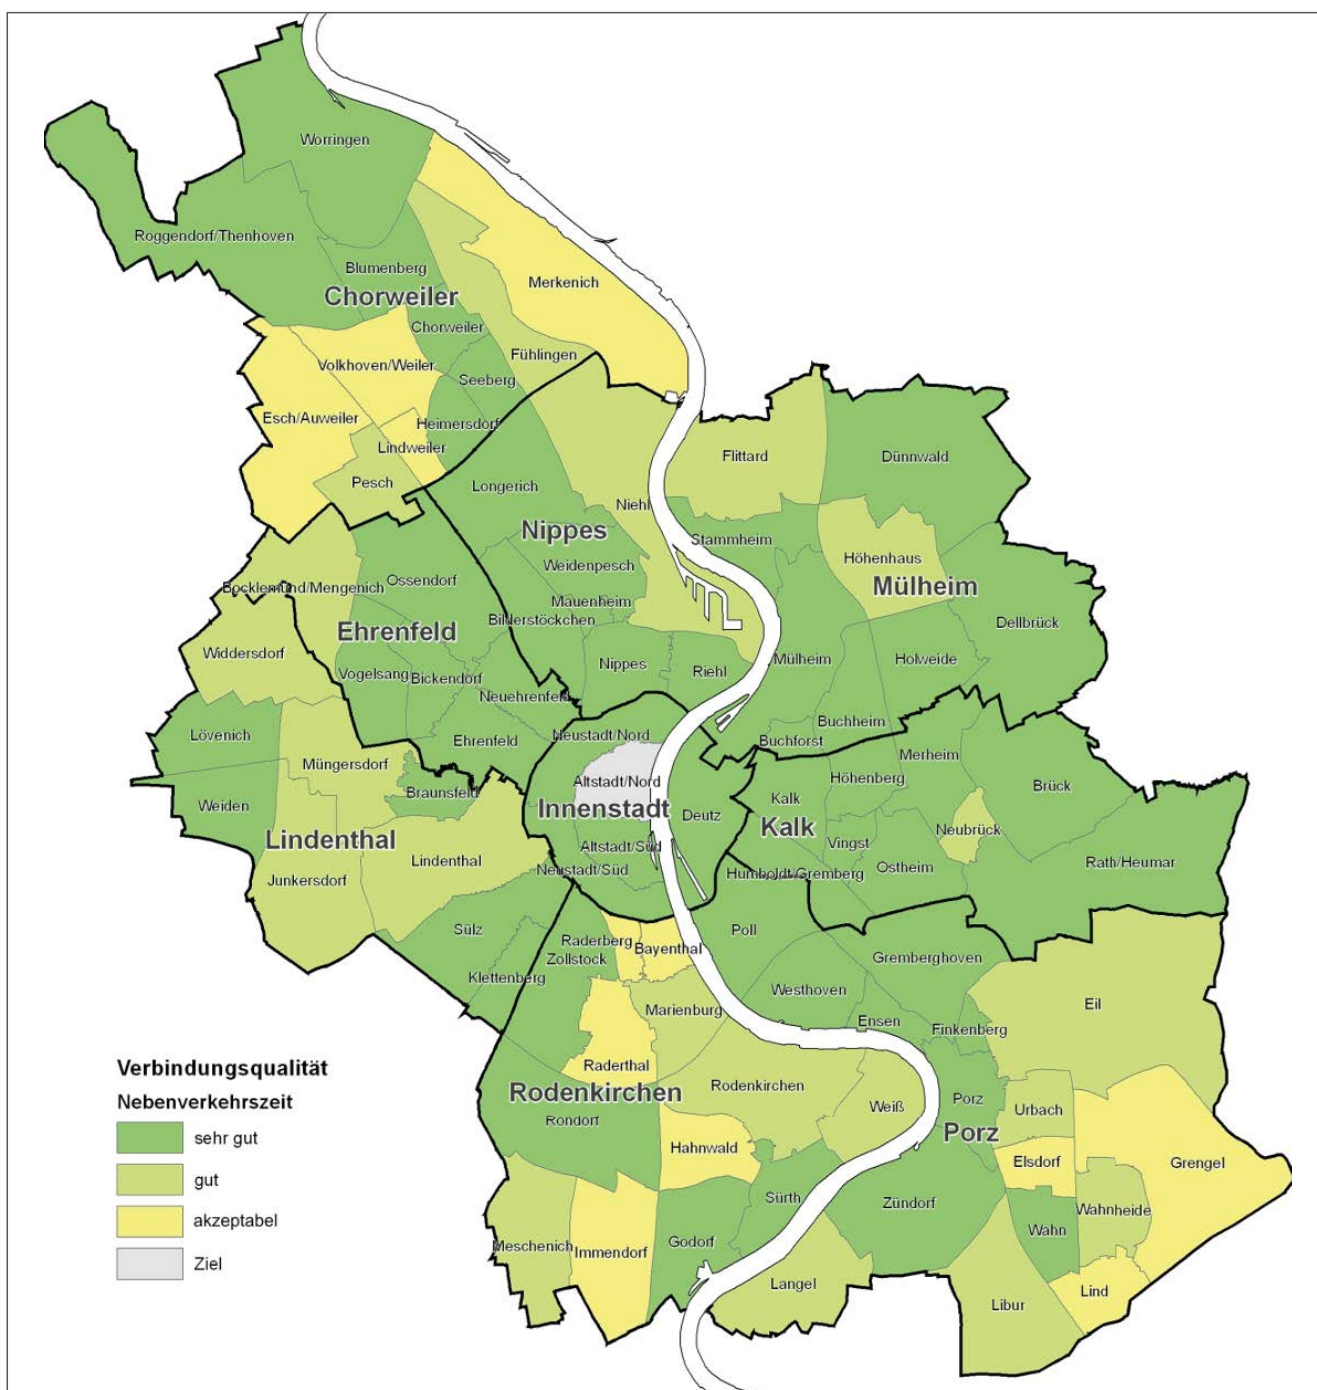 Worringen
Roggendorf/Thenhoven
Blumenberg
Chorweiler
Merkenich
Chorweiler
Fühlingen
Volkhoven/Weiler
Seeberg
Esch/Auweiler
Heimersdorf
Lindweiler
Pesch
Flittard
Dünnwald
Longerich
Niehl
Nippes
Stammheim
Höhenhaus
Mülheim
Weidenpesch
Ossendorf
Bocklemünd/Mengenich
Mauenheim
Bilderstöckchen
Dellbrück
Ehrenfeld
Widdersdorf
Nippes
Riehl
Mülheim
Holweide
Vogelsang
Bickendorf
Neuehrenfeld
Lövenich
Ehrenfeld
Neustadt/Nord
Buchforst
Buchheim
Merheim
Müngersdorf
Altstadt/Nord
Höhenberg
Brück
Weiden
Braunsfeld
Innenstadt
Deutz
Kalk
Kalk
Neubrück
Lindenthal
Lindenthal
Altstadt/Süd
Vingst
Ostheim
Rath/Heumar
Junkersdorf
Neustadt/Süd
Humboldt/Gremberg
Sülz
Raderberg
Zollstock
Bayenthal
Poll
Gremberghoven
Klettenberg
Westhoven
Marienburg
Ensen
Finkenberg
Eil
Raderthal
Rodenkirchen
Rodenkirchen
Weiß
Porz
Urbach
Rondorf
Porz
Hahnwald
Elsdorf
Grengel
Sürth
Zündorf
Wahnheide
Wahn
Meschenich
Immendorf
Godorf
Langel
Libur
Lind
Verbindungsqualität
Nebenverkehrszeit
sehr gut
gut
akzeptabel
Ziel